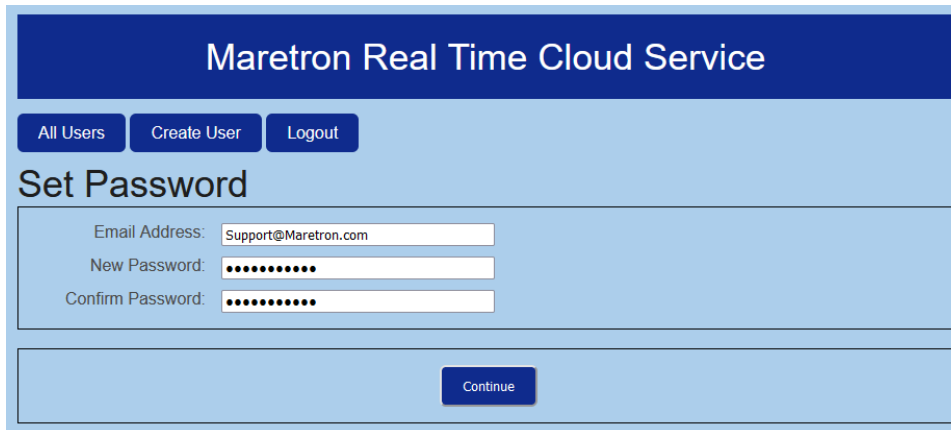 Maretron Real Time Cloud Service
All Users Create User Logout
Set Password
Email Address: Support@Maretron.com
New Password: •••••••••••
Confirm Password: •••••••••••
Continue